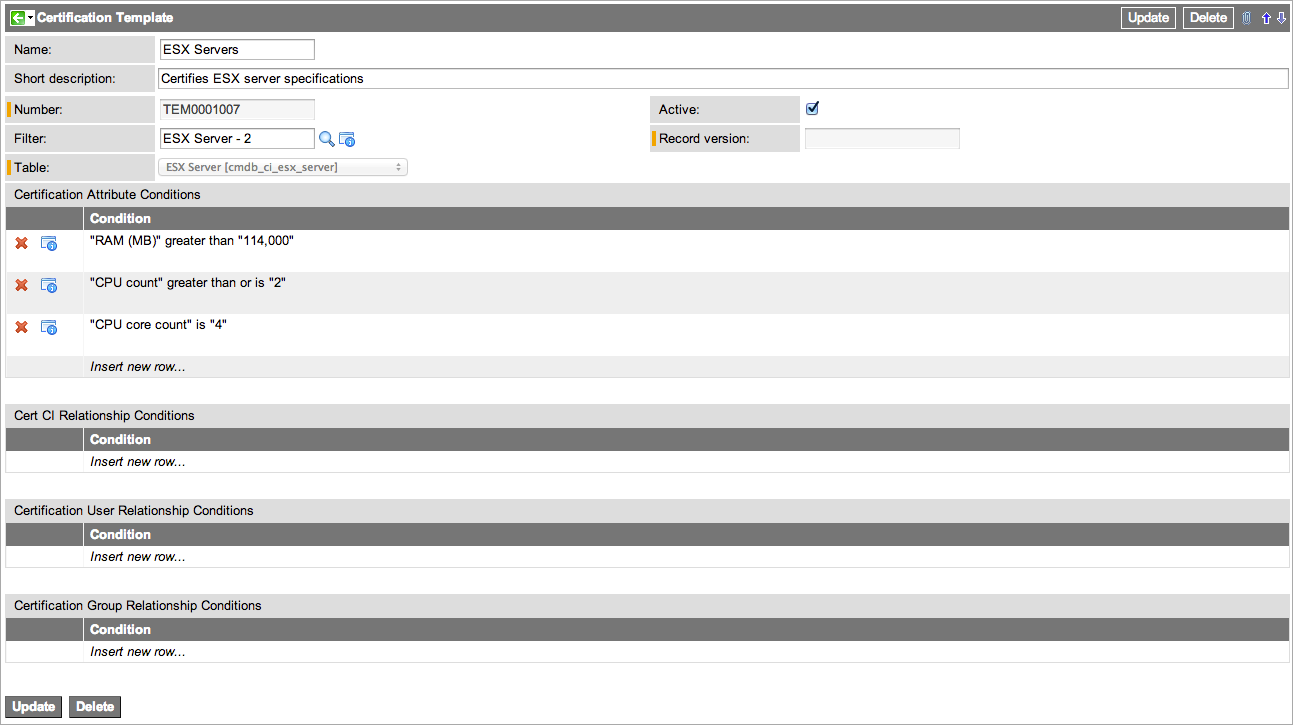 Certification Template Update Delete
Name: ESX Servers
Short description: Certifies ESX server specifications
Number: TEM0001007 Active:
Filter: ESX Server - 2 Record version:
Table: ESX Server [cmdb_ci_esx_server]
Certification Attribute Conditions
Condition
"RAM (MB)" greater than "114,000"
"CPU count" greater than or is "2"
"CPU core count" is "4"
Insert new row...
Cert CI Relationship Conditions
Condition
Insert new row...
Certification User Relationship Conditions
Condition
Insert new row...
Certification Group Relationship Conditions
Condition
Insert new row...
Update Delete